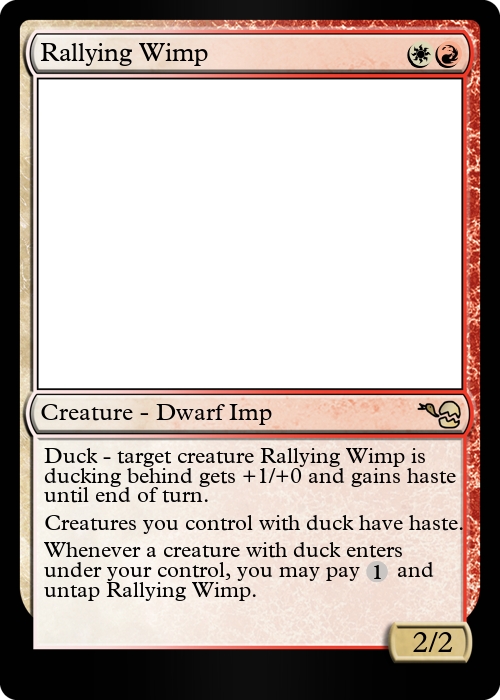 Rallying Wimp
Creature - Dwarf Imp
Duck - target creature Rallying Wimp is
ducking behind gets +1/+0 and gains haste
until end of turn.
Creatures you control with duck have haste.
Whenever a creature with duck enters
under your control, you may pay 1 and
untap Rallying Wimp.
2/2